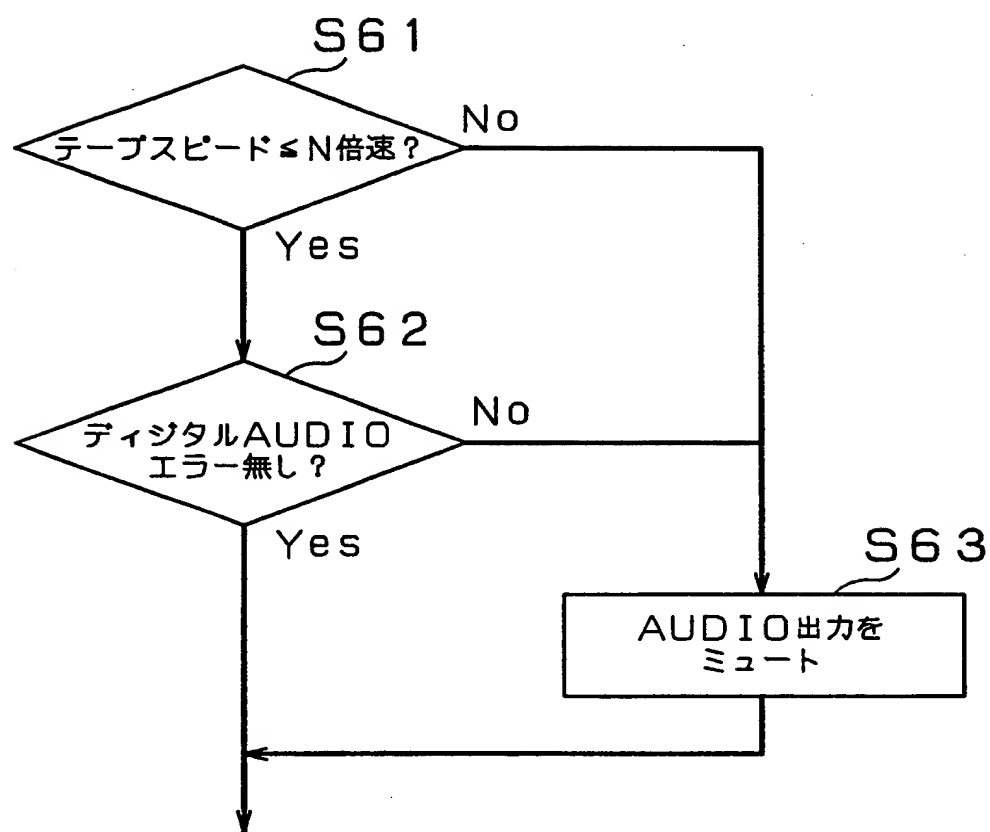 S61
テープスピード≦N倍速？
No
Yes
S62
ディジタルAUDIO
エラー無し？
No
Yes
S63
AUDIO出力を
ミュート